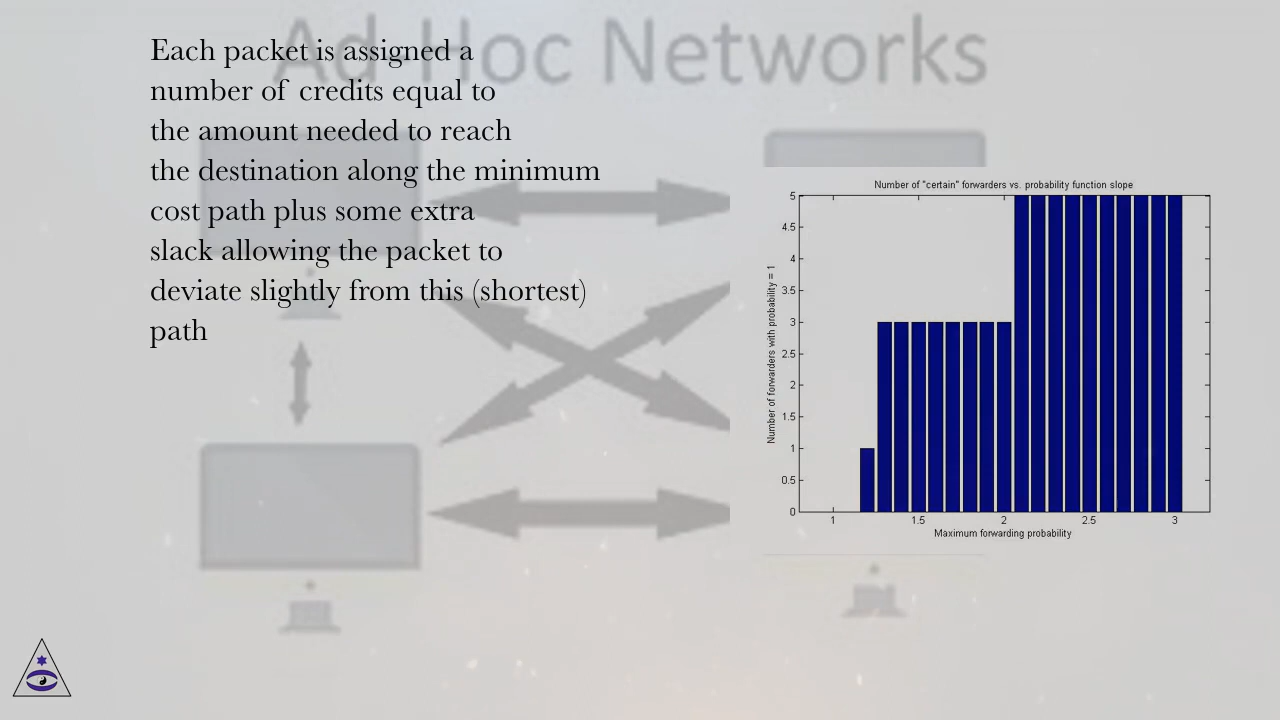 Ad Hoc Networks
Each packet is assigned a
number of credits equal to
the amount needed to reach
the destination along the minimum
cost path plus some extra
slack allowing the packet to
deviate slightly from this (shortest)
path
Number of "certain" forwarders vs. probability function slope
Number of forwarders with probability = 1
5
4.5
4
3.5
3
2.5
2
1.5
1
0.5
0
1 1.5 2 2.5 3
Maximum forwarding probability